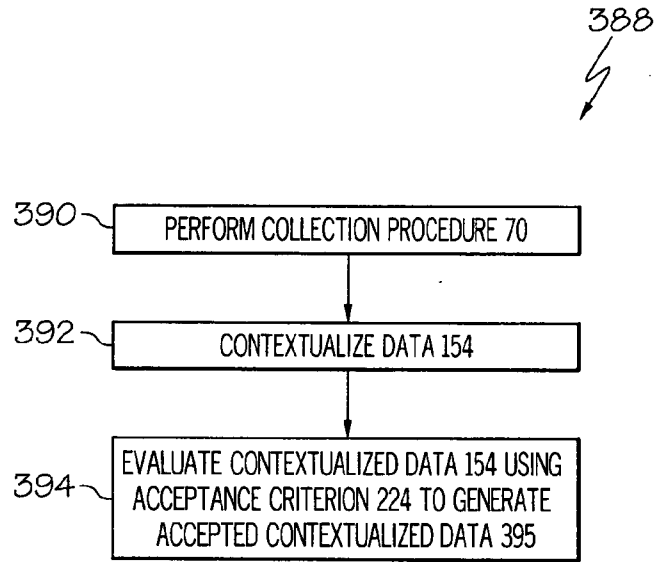 388
390
PERFORM COLLECTION PROCEDURE 70
392
CONTEXTUALIZE DATA 154
394
EVALUATE CONTEXTUALIZED DATA 154 USING
ACCEPTANCE CRITERION 224 TO GENERATE
ACCEPTED CONTEXTUALIZED DATA 395